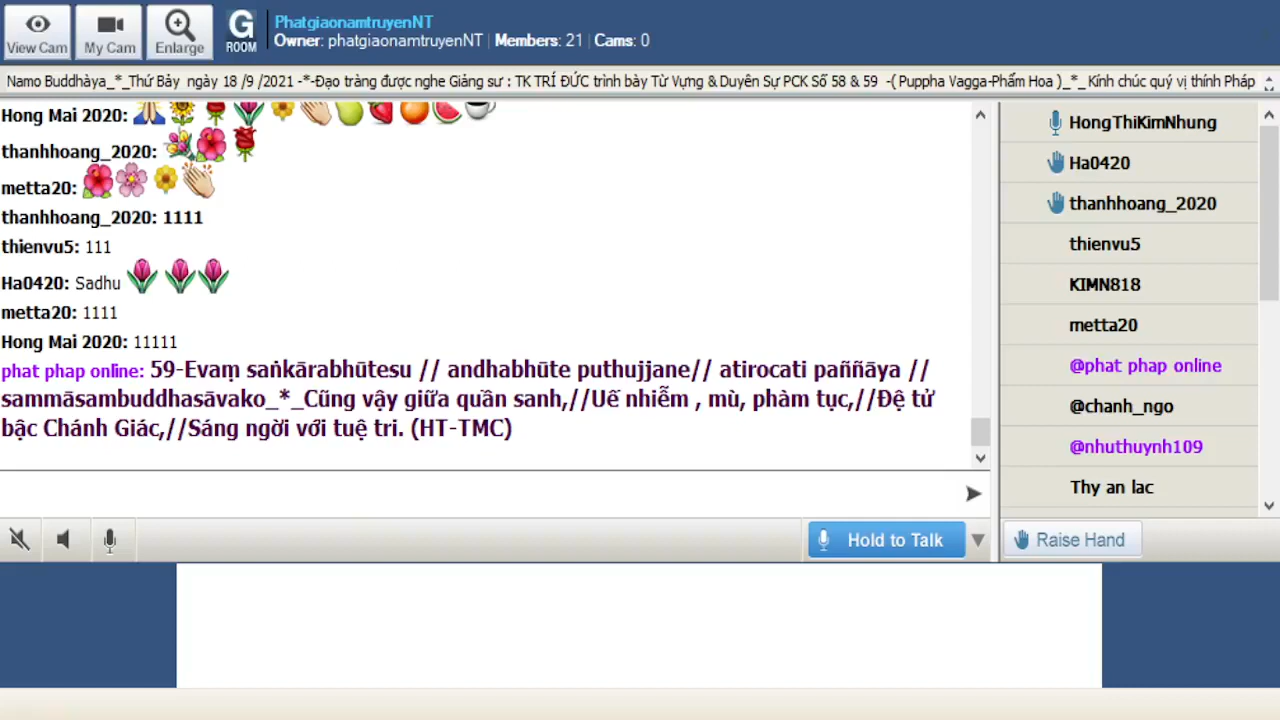 View Cam
My Cam
Enlarge
G
ROOM
PhatgiaonamtruyenNT
Owner: phatgiaonamtruyenNT | Members: 21 | Cams: 0
Namo Buddhàya_*_Thứ Bảy ngày 18 /9 /2021 -*-Đạo tràng được nghe Giảng sư : TK TRÍ ĐỨC trình bày Từ Vựng & Duyên Sự PCK Số 58 & 59 -( Puppha Vagga-Phẩm Hoa )_*_Kính chúc quý vị thính Pháp
Hong Mai 2020:
thanhhoang_2020:
metta20:
thanhhoang_2020: 1111
thienvu5: 111
Ha0420: Sadhu
metta20: 1111
Hong Mai 2020: 11111
phat phap online: 59-Evaṃ saṅkārabhūtesu // andhabhūte puthujjane// atirocati paññāya //
sammāsambuddhasāvako_*_Cũng vậy giữa quần sanh,//Uế nhiễm , mù, phàm tục,//Đệ tử
bậc Chánh Giác,//Sáng ngời với tuệ tri. (HT-TMC)
HongThiKimNhung
Ha0420
thanhhoang_2020
thienvu5
KIMN818
metta20
@phat phap online
@chanh_ngo
@nhuthuynh109
Thy an lac
Hold to Talk
Raise Hand